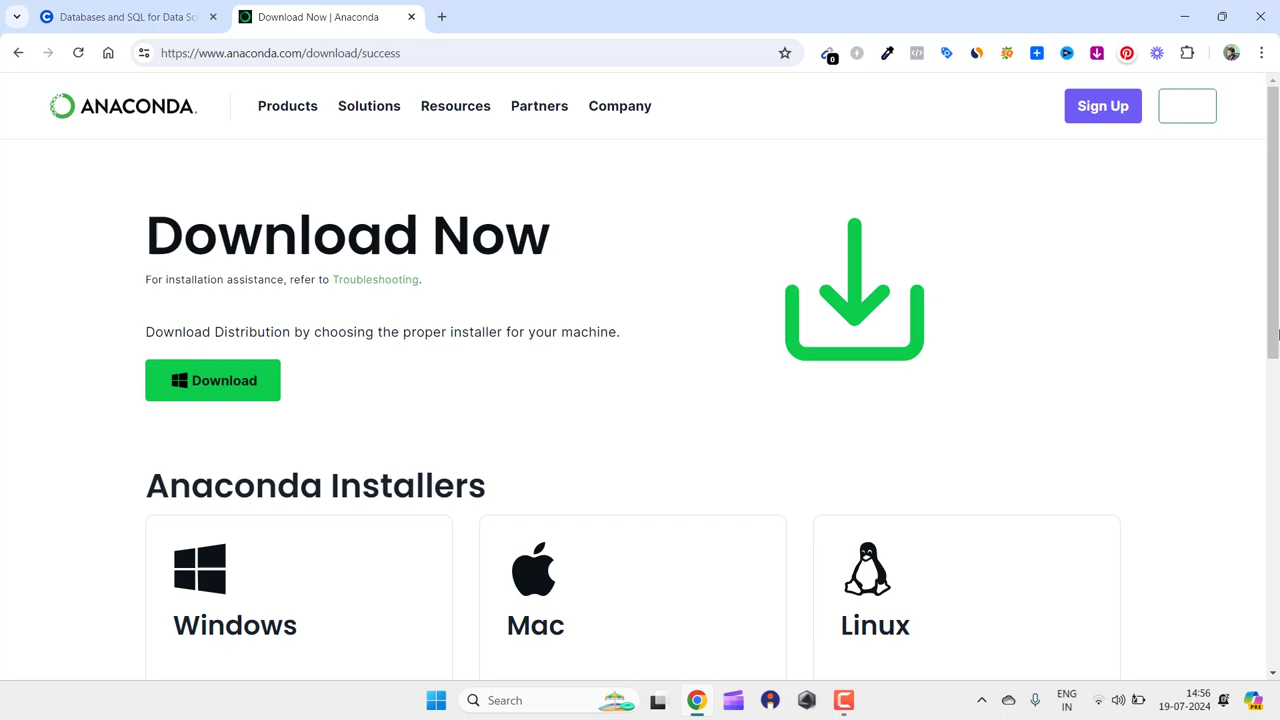 Databases and SQL for Data Sc
Download Now | Anaconda
https://www.anaconda.com/download/success
0
ANACONDA.
Products
Solutions
Resources
Partners
Company
Sign Up
Download Now
For installation assistance, refer to Troubleshooting.
Download Distribution by choosing the proper installer for your machine.
Download
Anaconda Installers
Windows
Mac
Linux
Search
ENG
IN
14:56
19-07-2024
PRE